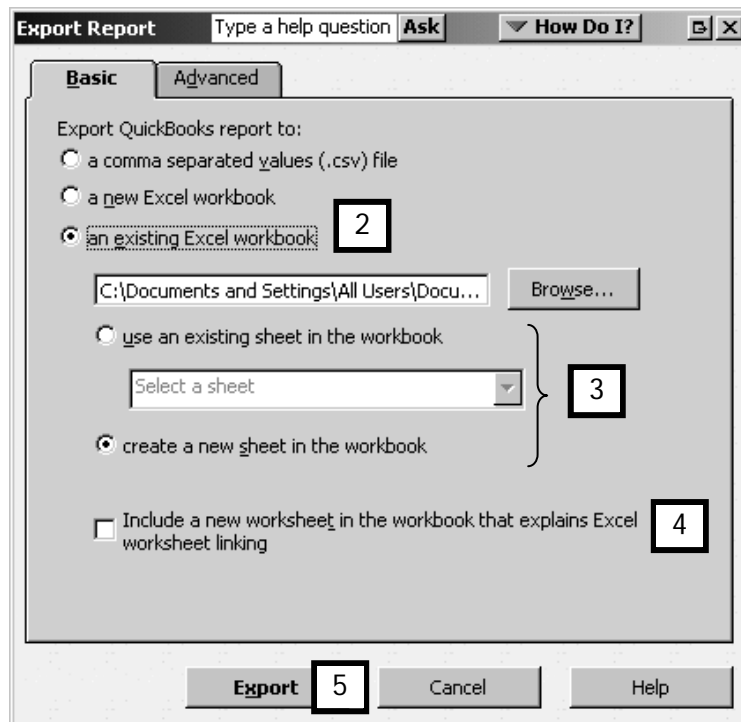 Export Report Type a help question Ask How Do I?
Basic Advanced
Export QuickBooks report to:
a comma separated values (.csv) file
a new Excel workbook
2
an existing Excel workbook
C:\Documents and Settings\All Users\Docu... Browse...
use an existing sheet in the workbook
Select a sheet
3
create a new sheet in the workbook
Include a new worksheet in the workbook that explains Excel
worksheet linking
4
Export 5 Cancel Help